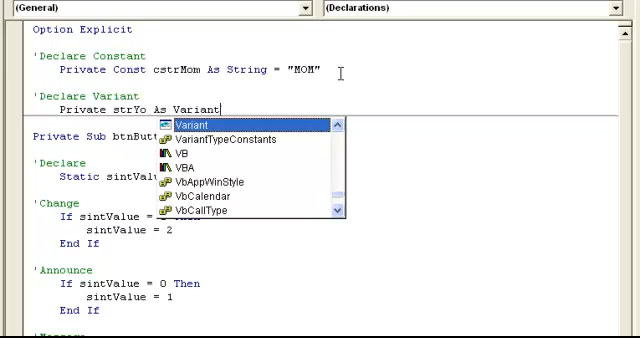 (General) (Declarations)
Option Explicit
'Declare Constant
Private Const cstrMom As String = "MOM"
'Declare Variant
Private strYo As Variant
Variant
VariantTypeConstants
Private Sub btnButt
VB
VBA
'Declare
Static sintValu
VbAppWinStyle
VbCalendar
'Change
VbCallType
If sintValue = Then
sintValue = 2
End If
'Announce
If sintValue = 0 Then
sintValue = 1
End If